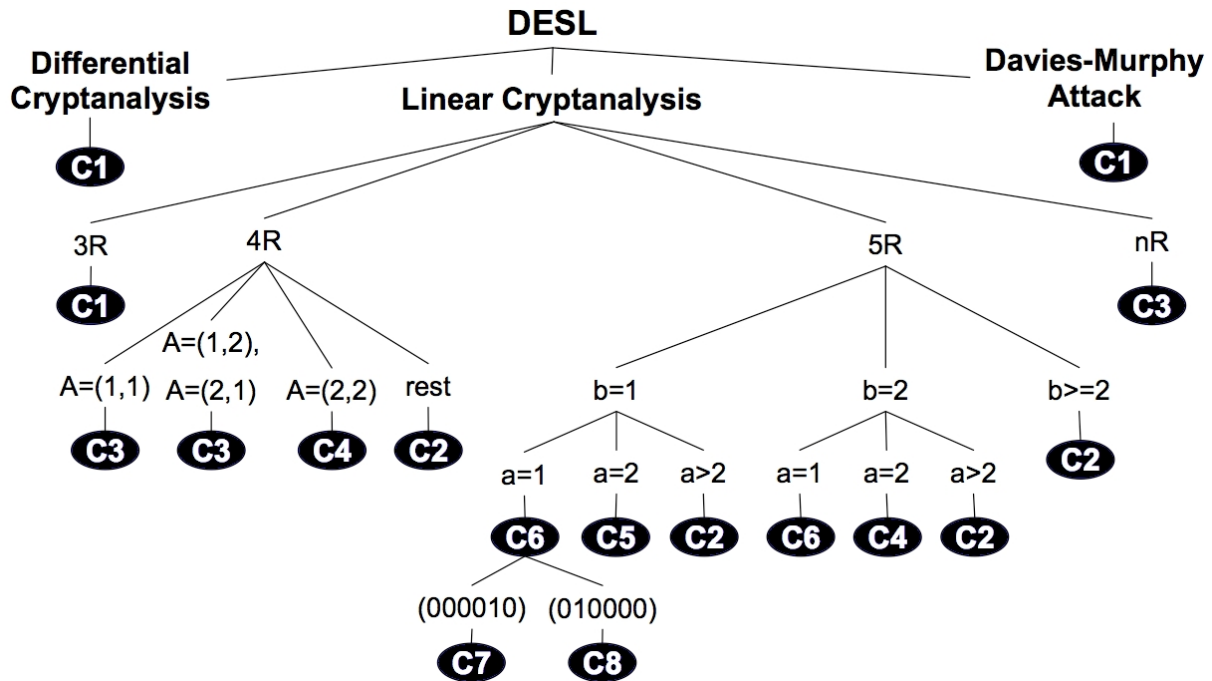 DESL
Differential
Cryptanalysis
Linear Cryptanalysis
Davies-Murphy
Attack
C1
C1
3R
4R
5R
nR
C1
C3
A=(1,2),
A=(1,1)
A=(2,1)
A=(2,2)
rest
b=1
b=2
b>=2
C3
C3
C4
C2
C2
a=1
a=2
a>2
a=1
a=2
a>2
C6
C5
C2
C6
C4
C2
(000010)
(010000)
C7
C8